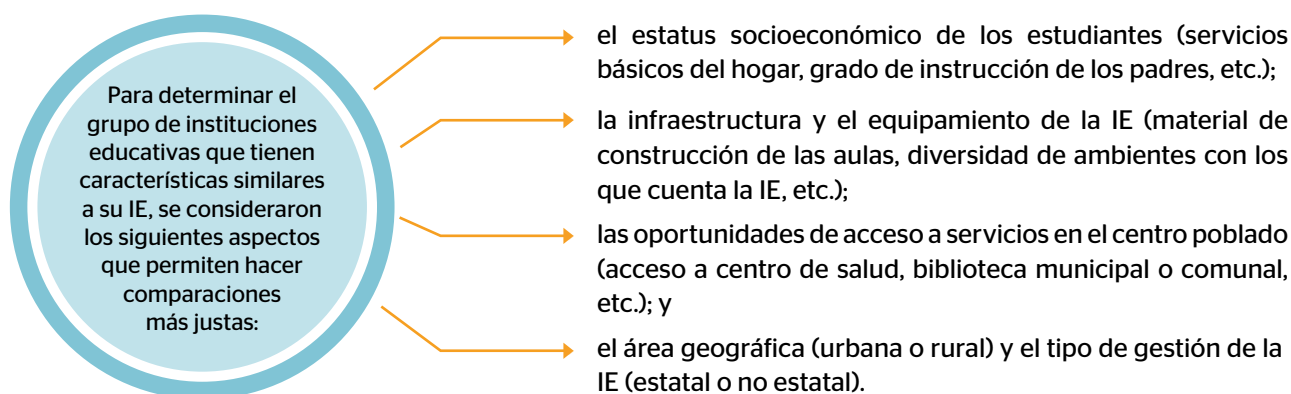 Para determinar el
grupo de instituciones
educativas que tienen
características similares
a su IE, se consideraron
los siguientes aspectos
que permiten hacer
comparaciones
más justas:
el estatus socioeconómico de los estudiantes (servicios
básicos del hogar, grado de instrucción de los padres, etc.);
la infraestructura y el equipamiento de la IE (material de
construcción de las aulas, diversidad de ambientes con los
que cuenta la IE, etc.);
las oportunidades de acceso a servicios en el centro poblado
(acceso a centro de salud, biblioteca municipal o comunal,
etc.); y
el área geográfica (urbana o rural) y el tipo de gestión de la
IE (estatal o no estatal).